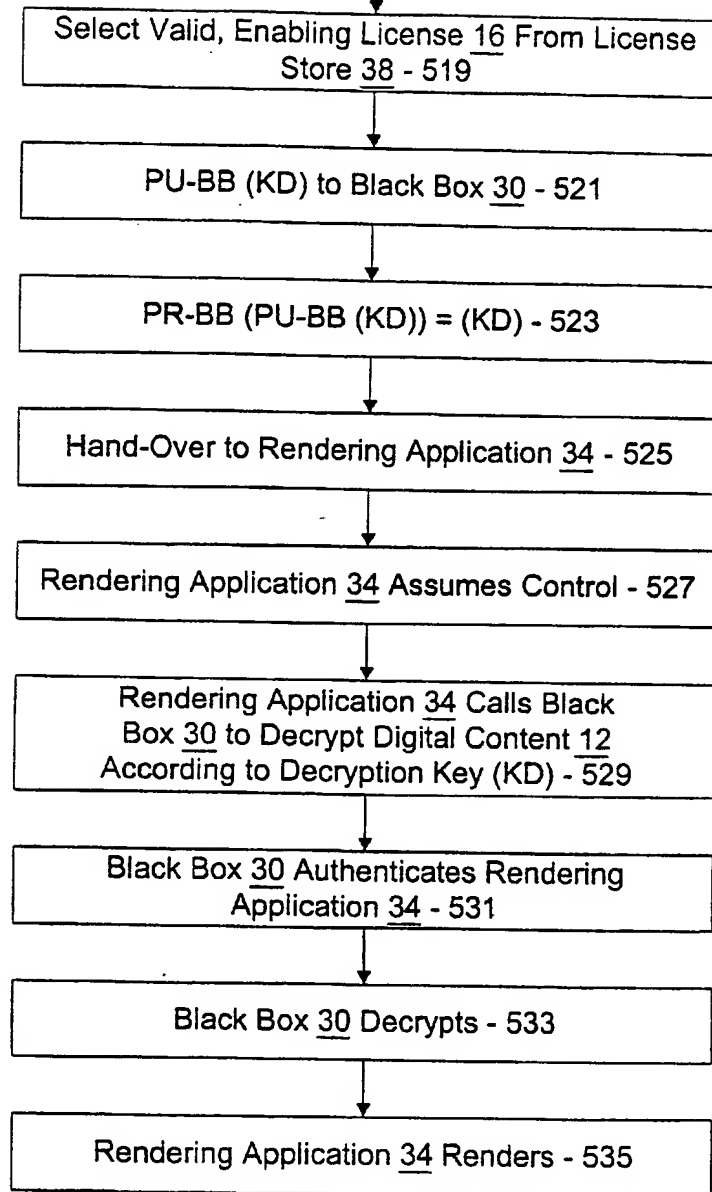 Select Valid, Enabling License 16 From License
Store 38 - 519
PU-BB (KD) to Black Box 30 - 521
PR-BB (PU-BB (KD)) = (KD) - 523
Hand-Over to Rendering Application 34 - 525
Rendering Application 34 Assumes Control - 527
Rendering Application 34 Calls Black
Box 30 to Decrypt Digital Content 12
According to Decryption Key (KD) - 529
Black Box 30 Authenticates Rendering
Application 34 - 531
Black Box 30 Decrypts - 533
Rendering Application 34 Renders - 535